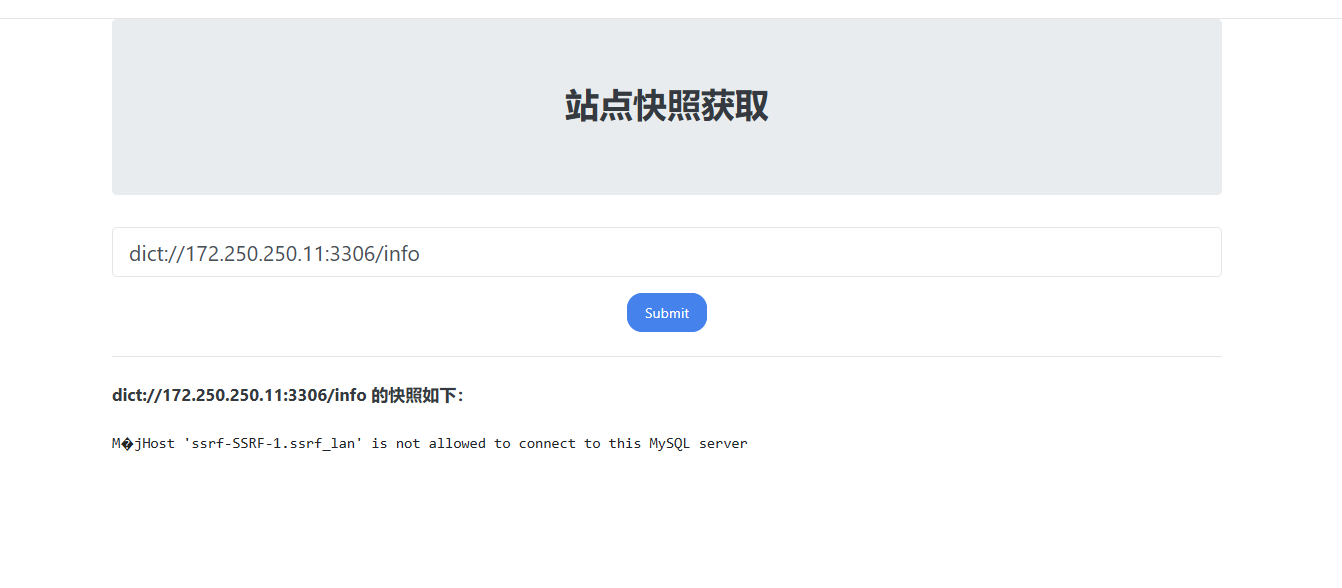 站点快照获取
dict://172.250.250.11:3306/info
Submit
dict://172.250.250.11:3306/info 的快照如下：
M�jHost 'ssrf-SSRF-1.ssrf_lan' is not allowed to connect to this MySQL server